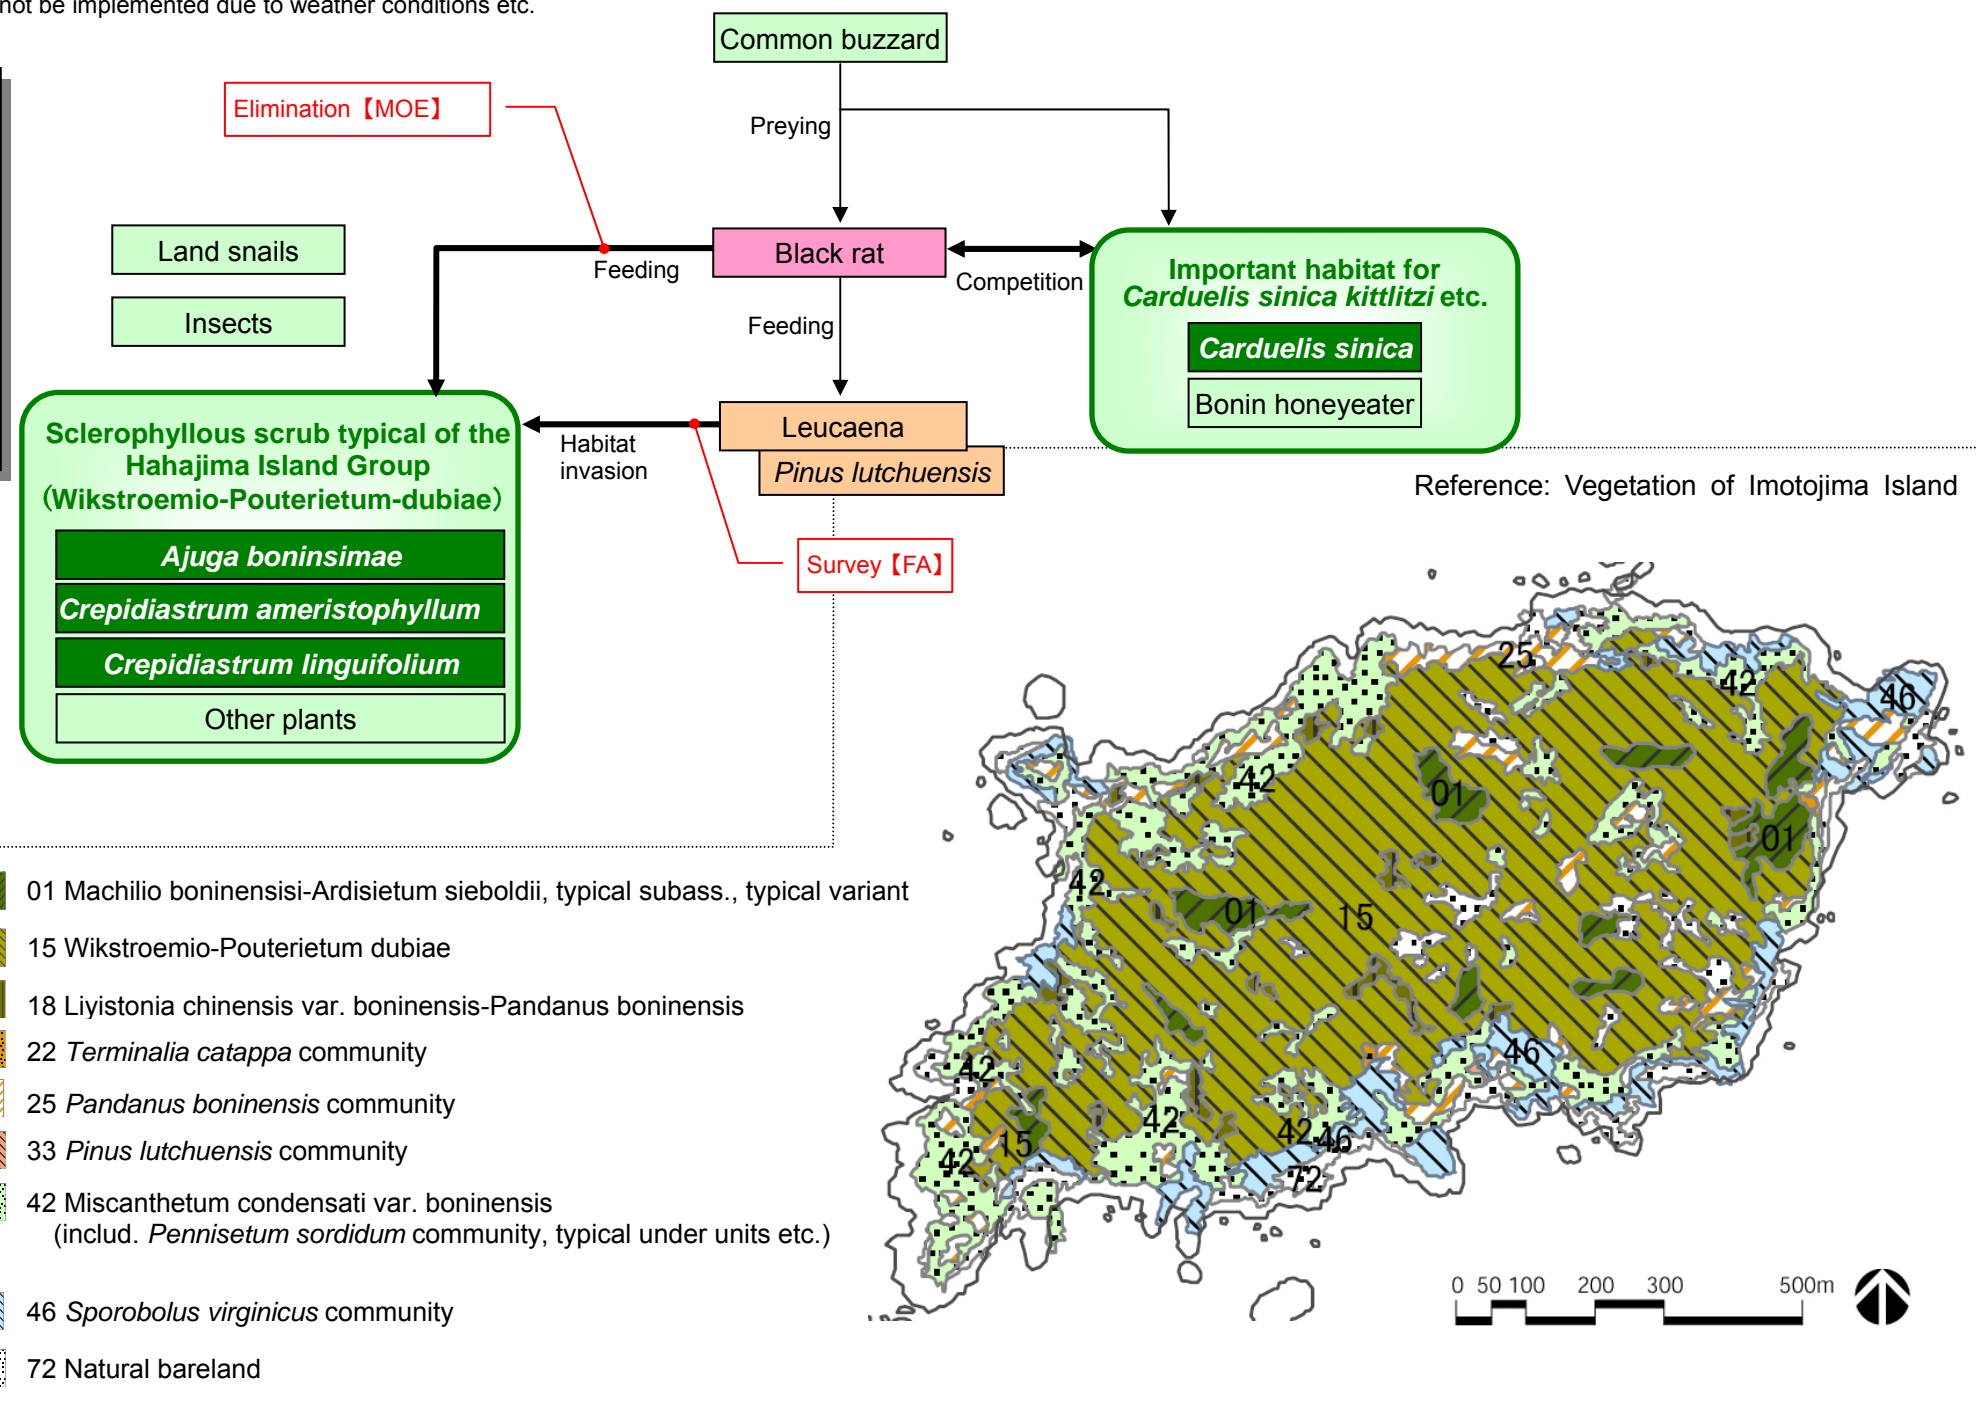 not be implemented due to weather conditions etc.
Common buzzard
Elimination【MOE】
Preying
Land snails
Black rat
Feeding
Competition
Important habitat for
Carduelis sinica kittlitzi etc.
Insects
Feeding
Carduelis sinica
Bonin honeyeater
Sclerophyllous scrub typical of the
Hahajima Island Group
(Wikstroemio-Pouterietum-dubiae)
Habitat
invasion
Leucaena
Pinus lutchuensis
Reference: Vegetation of Imotojima Island
Ajuga boninsimae
Survey【FA】
Crepidiastrum ameristophyllum
Crepidiastrum linguifolium
Other plants
25
42
46
42
01
01
42
01
15
46
42
42
42 46
15
42
72
01 Machilio boninensisi-Ardisietum sieboldii, typical subass., typical variant
15 Wikstroemio-Pouterietum dubiae
18 Liyistonia chinensis var. boninensis-Pandanus boninensis
22 Terminalia catappa community
25 Pandanus boninensis community
33 Pinus lutchuensis community
42 Miscanthetum condensati var. boninensis
(includ. Pennisetum sordidum community, typical under units etc.)
46 Sporobolus virginicus community
72 Natural bareland
0 50 100 200 300 500m